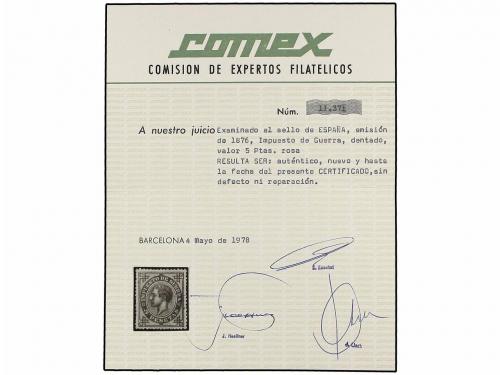 comex
COMISION DE EXPERTOS FILATELICOS
Núm. 11.371
A nuestro juicio Examinado el sello de ESPAÑA, emisión
de 1876, Impuesto de Guerra, dentado,
valor 5 Ptas. rosa
RESULTA SER: auténtico, nuevo y hasta
la fecha del presente CERTIFICADO,sin
defecto ni reparación.
BARCELONA 4 Mayo de 1978